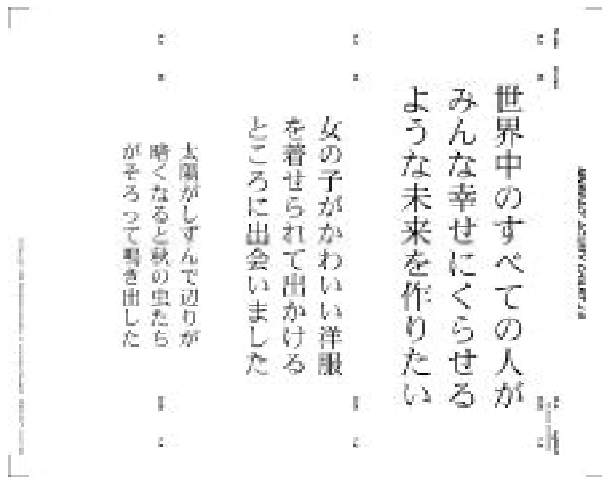 世界中のすべての人が
みんな幸せにくらせる
ような未来を作りたい
女の子がかわいい洋服
を着せられて出かける
ところに出会いました
太陽がしずんで辺りが
暗くなると秋の虫たち
がそろって鳴き出した